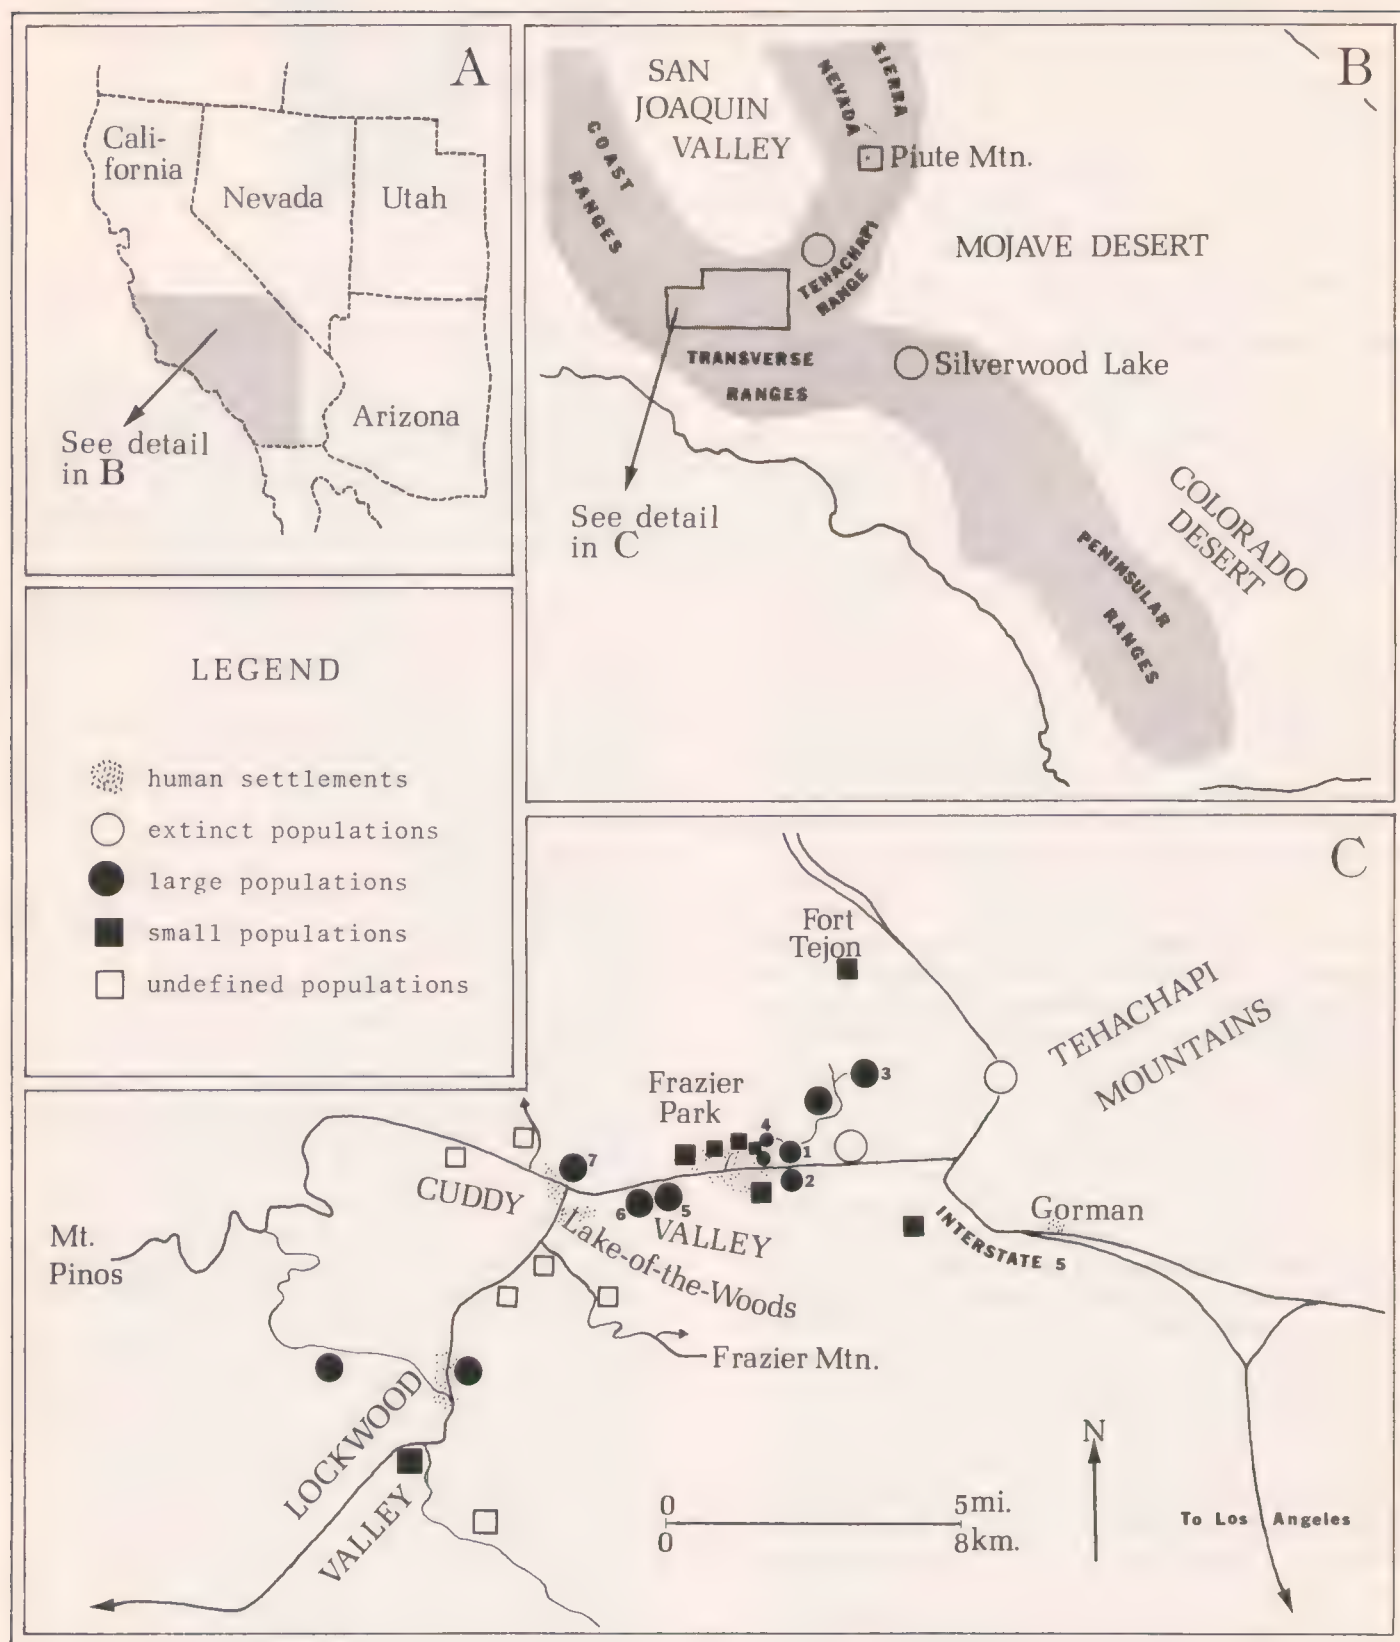 A
Cali-
fornia
Nevada
Utah
Arizona
See detail
in B
B
SAN
JOAQUIN
VALLEY
SIERRA
NEVADA
Piute Mtn.
COAST
RANGES
MOJAVE DESERT
TEHACHAPI
RANGE
TRANSVERSE
RANGES
Silverwood Lake
See detail
in C
COLORADO
DESERT
PENINSULAR
RANGES
LEGEND
human settlements
extinct populations
large populations
small populations
undefined populations
C
Fort
Tejon
TEHACHAPI
MOUNTAINS
Frazier
Park
3
4
1
2
7
6
5
CUDDY
VALLEY
Lake-of-the-Woods
Gorman
INTERSTATE 5
Mt.
Pinos
Frazier Mtn.
LOCKWOOD
VALLEY
N
0
5mi.
0
8km.
To Los Angeles